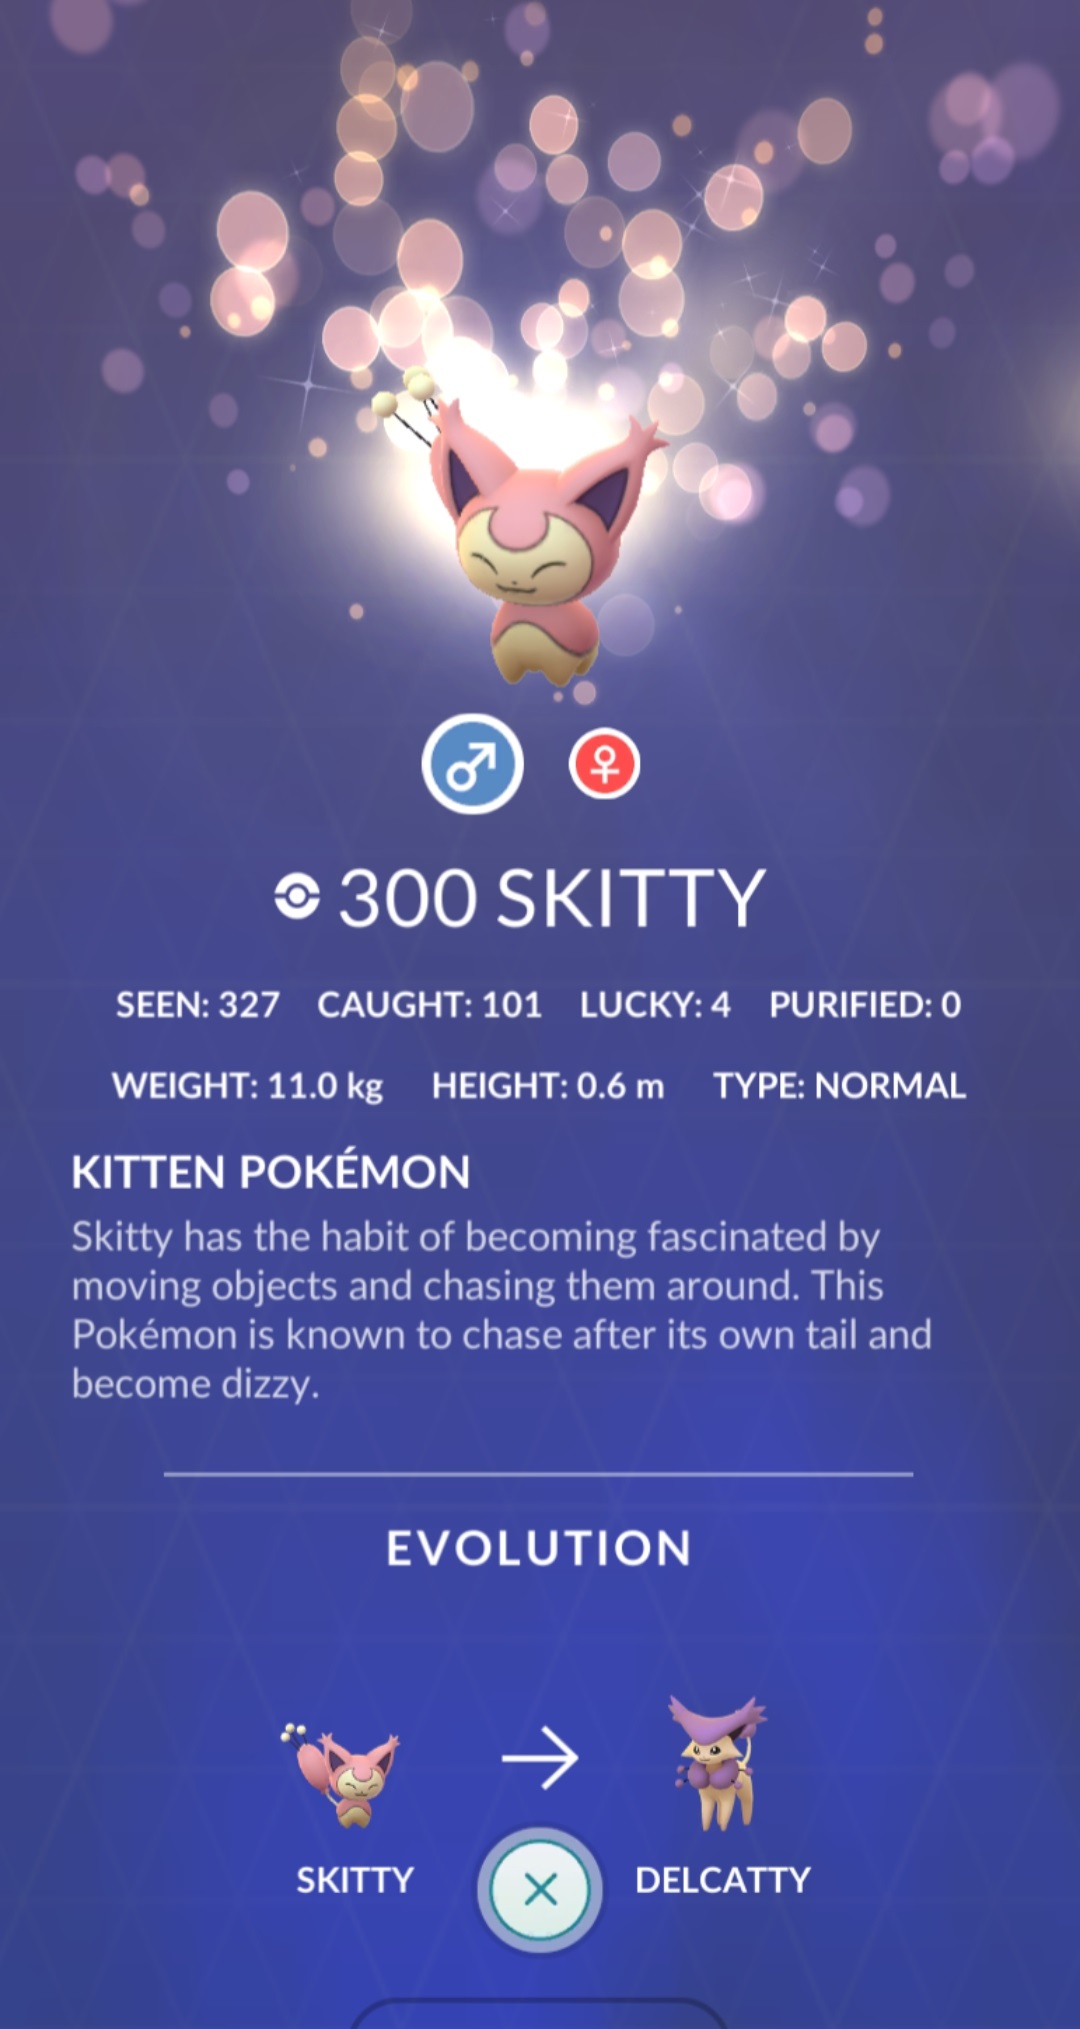 300 SKITTY
SEEN: 327 CAUGHT: 101 LUCKY: 4 PURIFIED: 0
WEIGHT: 11.0 kg HEIGHT: 0.6 m TYPE: NORMAL
KITTEN POKÉMON
Skitty has the habit of becoming fascinated by
moving objects and chasing them around. This
Pokémon is known to chase after its own tail and
become dizzy.
EVOLUTION
SKITTY DELCATTY